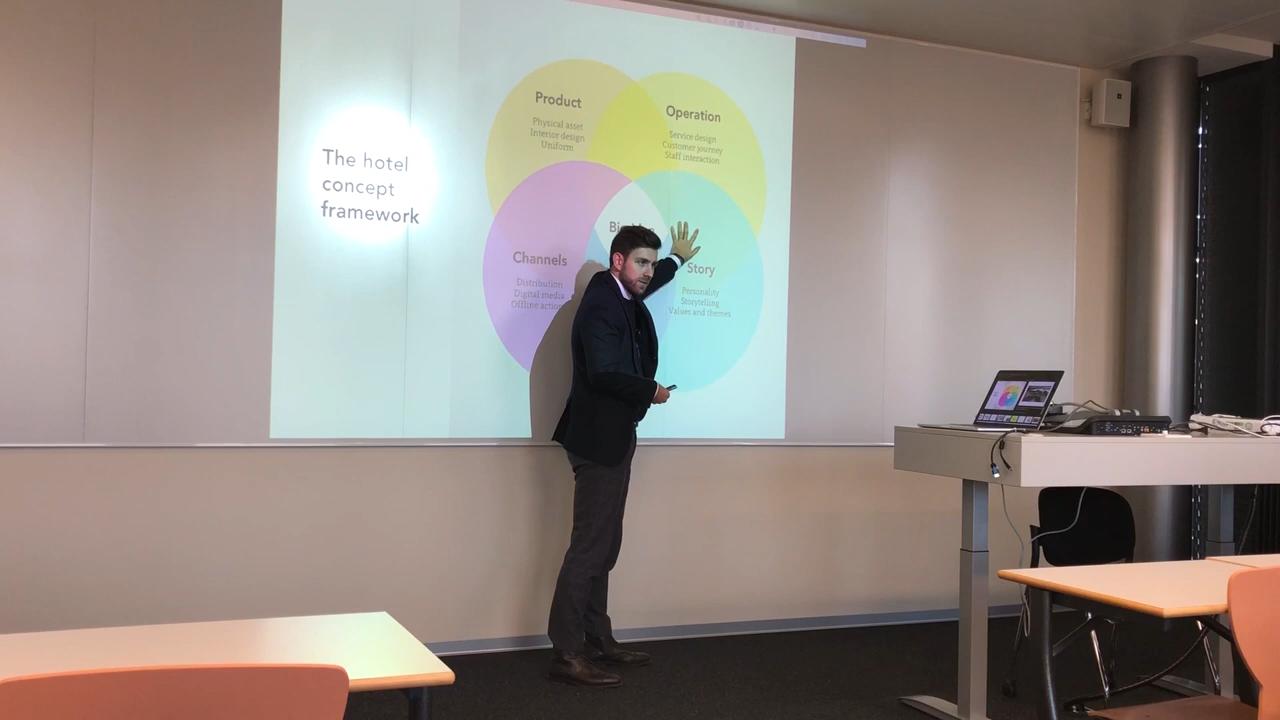 The hotel
concept
framework
Product
Physical asset
Interior design
Uniform
Operation
Service design
Customer journey
Staff interaction
Channels
Distribution
Digital media
Offline
Story
Personality
Storytelling
Values and themes